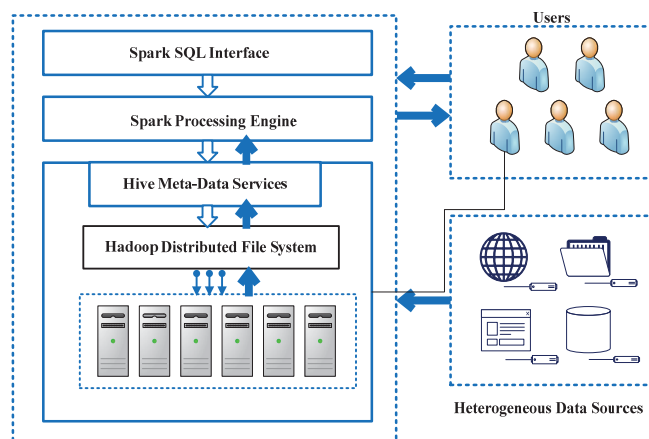 Users
Spark SQL Interface
Spark Processing Engine
Hive Meta-Data Services
Hadoop Distributed File System
Heterogeneous Data Sources